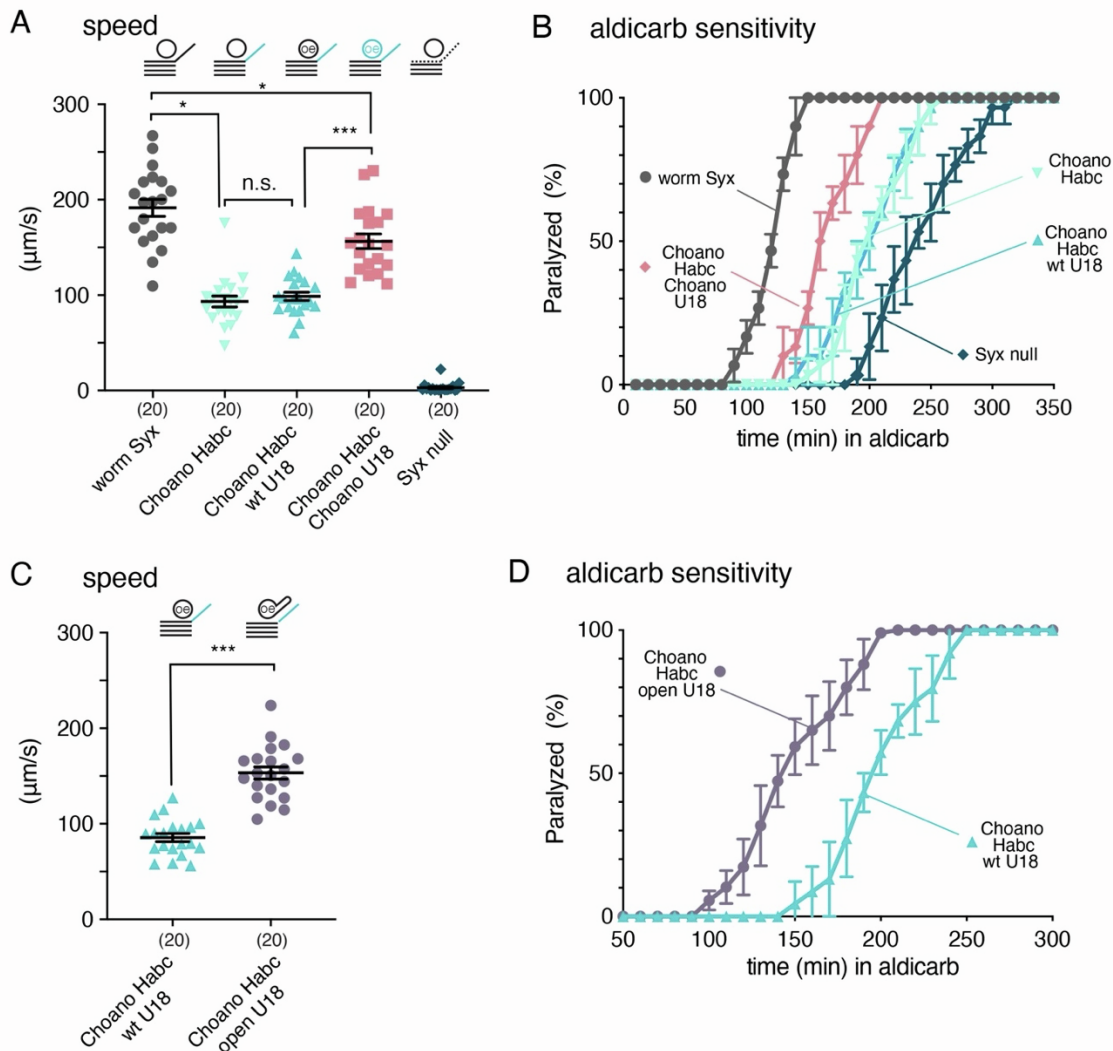 A
speed
oe
oe
*
*
***
n.s.
300
200
100
0
(µm/s)
(20)
(20)
(20)
(20)
(20)
worm Syx
Choano Habc
Choano Habc
wt U18
Choano Habc
Choano U18
Syx null
B
aldicarb sensitivity
100
50
0
Paralyzed (%)
worm Syx
Choano
Habc
Choano
U18
Choano
Habc
Choano
Habc
wt U18
Syx null
0
50
100
150
200
250
300
350
time (min) in aldicarb
C
speed
oe
oe
***
300
200
100
0
(µm/s)
(20)
(20)
Choano Habc
wt U18
Choano Habc
open U18
D
aldicarb sensitivity
100
50
0
Paralyzed (%)
Choano
Habc
open U18
Choano
Habc
wt U18
50
100
150
200
250
300
time (min) in aldicarb